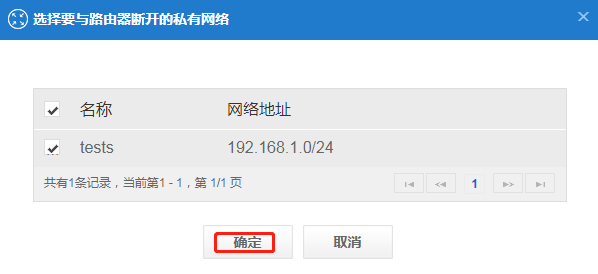 选择要与路由器断开的私有网络
名称 网络地址
tests 192.168.1.0/24
共有1条记录，当前第1 - 1，第 1/1 页 1
确定 取消